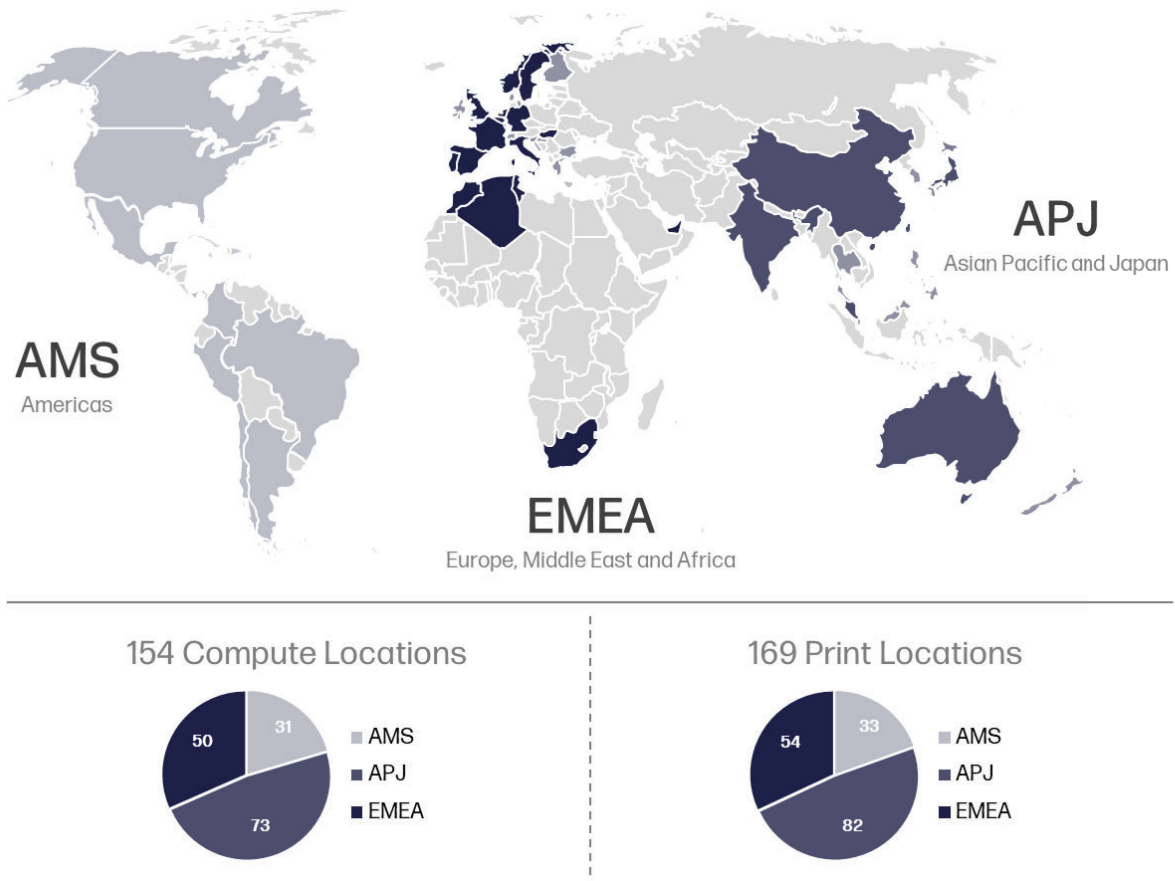 APJ
Asian Pacific and Japan
AMS
Americas
EMEA
Europe, Middle East and Africa
154 Compute Locations
50
31
73
AMS
APJ
EMEA
169 Print Locations
54
33
82
AMS
APJ
EMEA